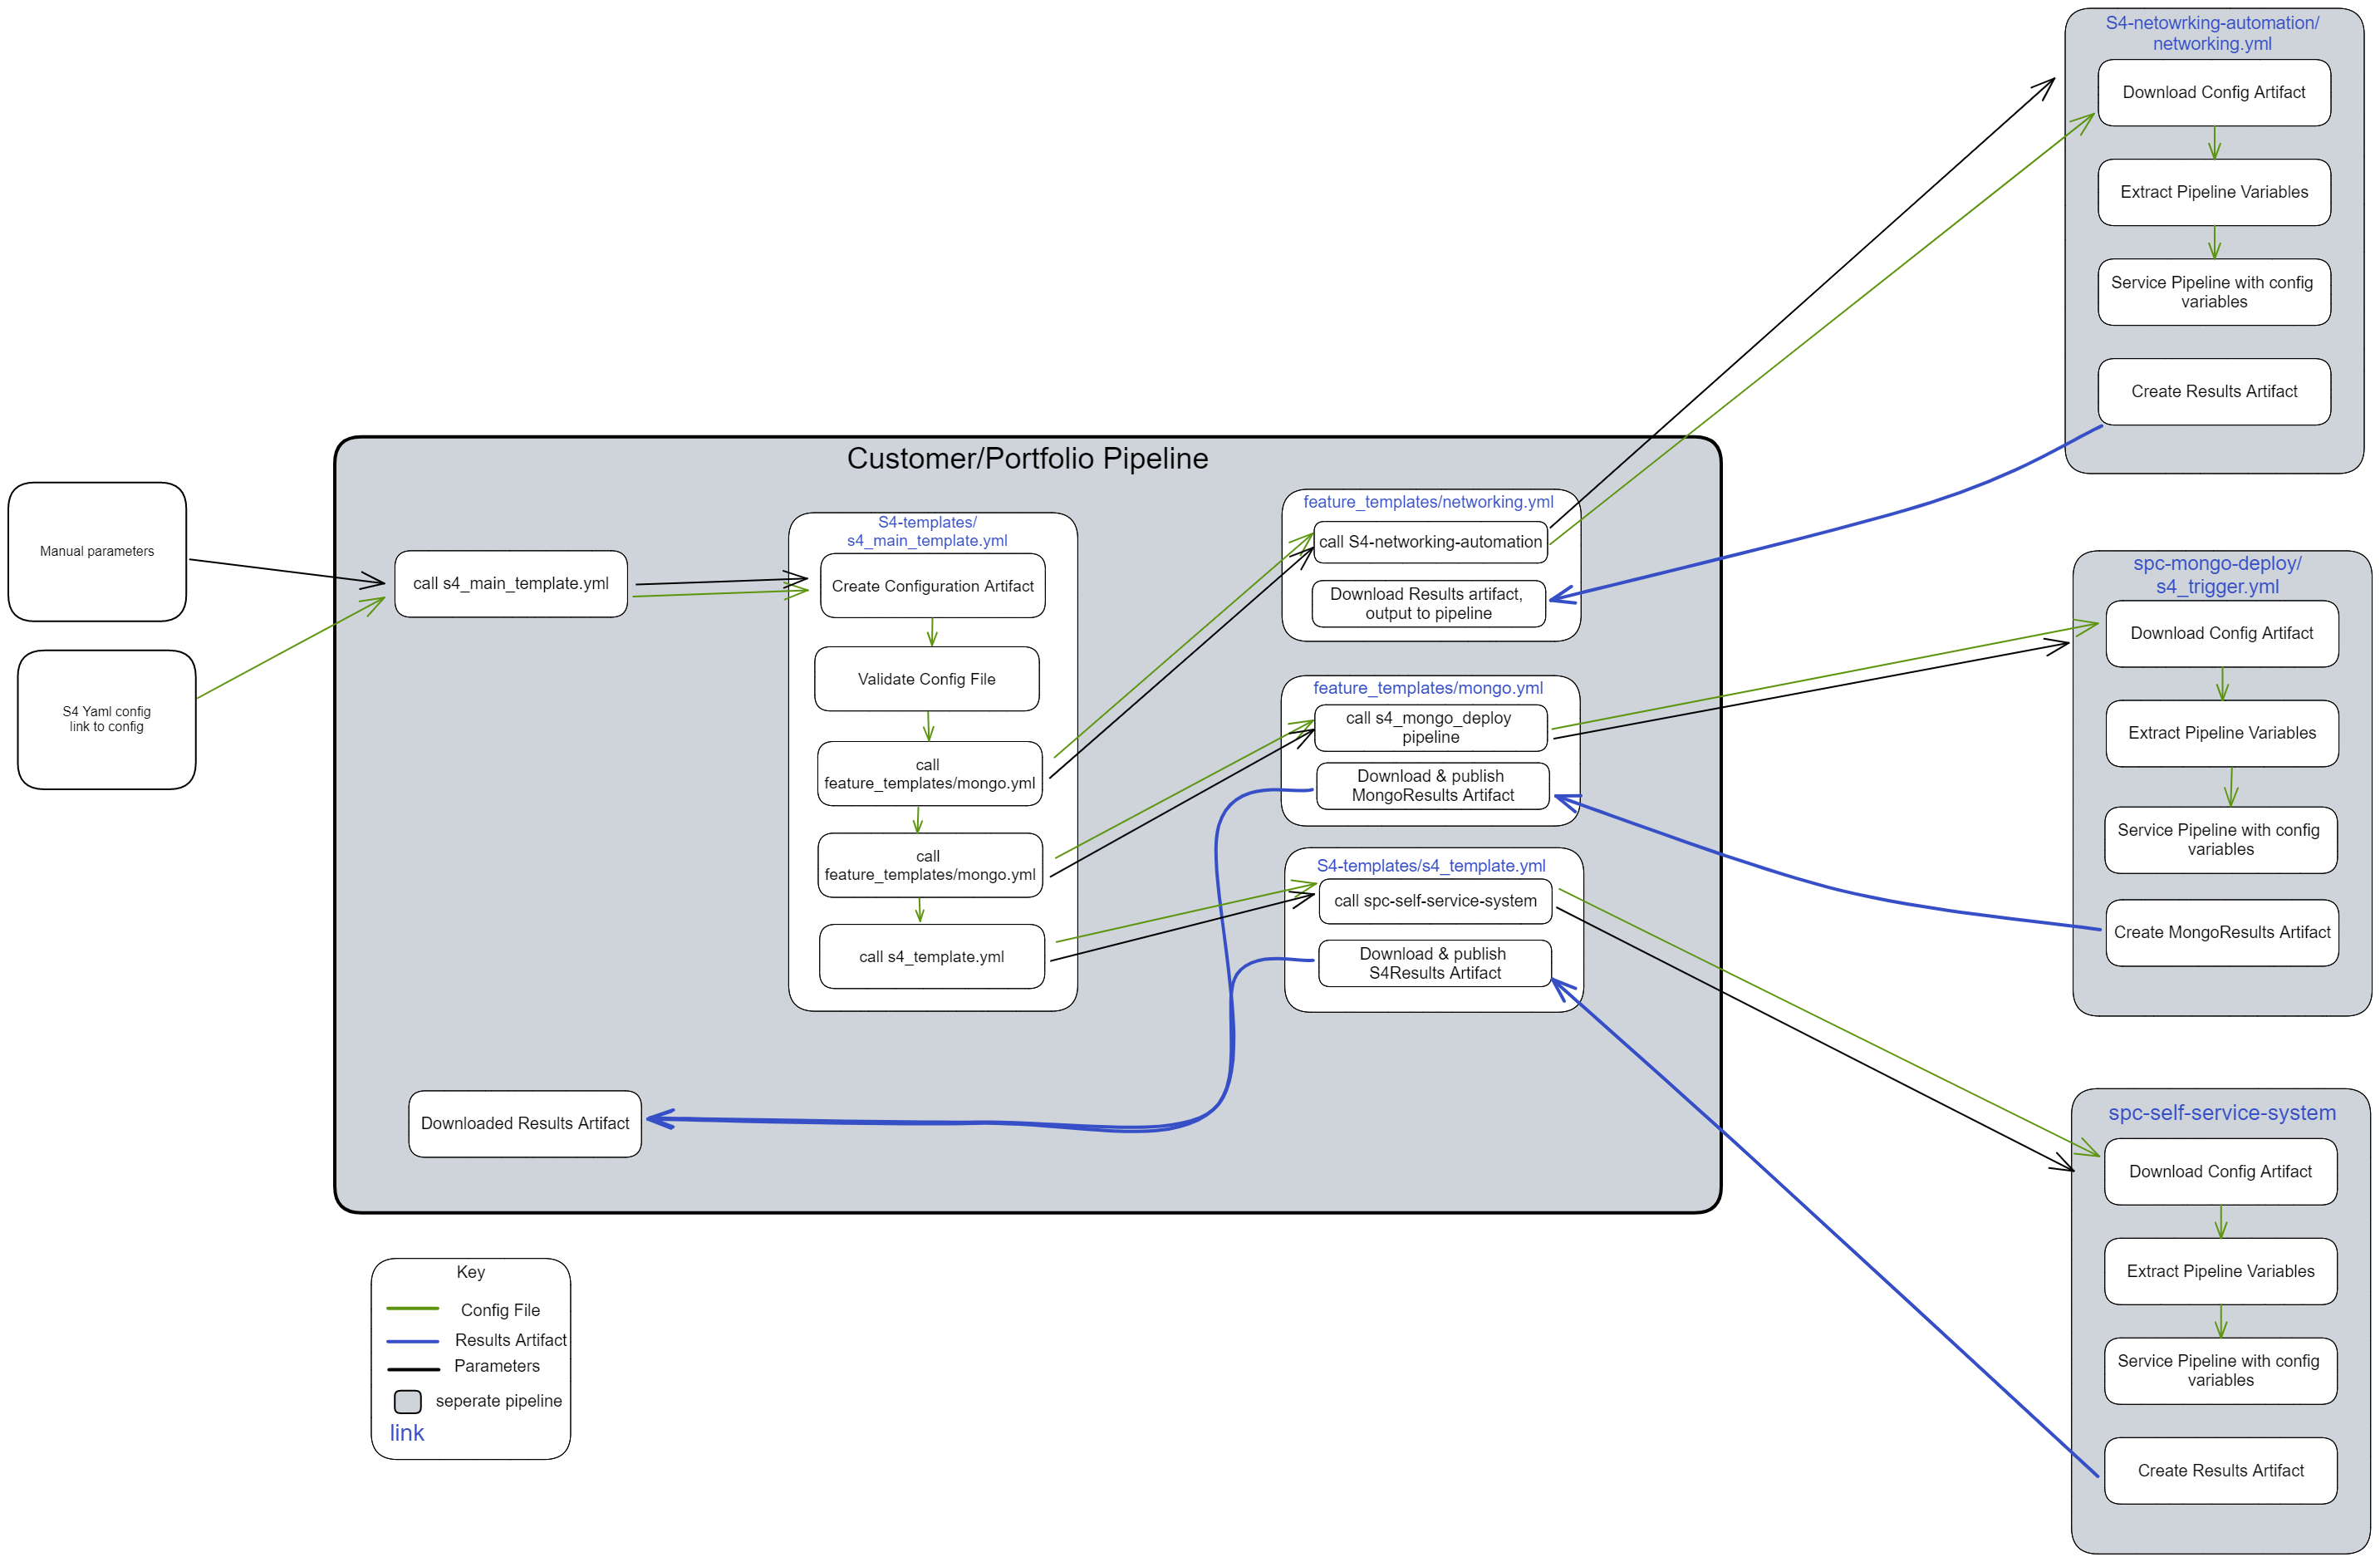 S4-netowrking-automation/
networking.yml
Download Config Artifact
Extract Pipeline Variables
Service Pipeline with config
variables
Create Results Artifact
Customer/Portfolio Pipeline
Manual parameters
S4 Yaml config
link to config
call s4_main_template.yml
S4-templates/
s4_main_template.yml
Create Configuration Artifact
Validate Config File
call
feature_templates/mongo.yml
call
feature_templates/mongo.yml
call s4_template.yml
feature_templates/networking.yml
call S4-networking-automation
Download Results artifact,
output to pipeline
feature_templates/mongo.yml
call s4_mongo_deploy
pipeline
Download & publish
MongoResults Artifact
S4-templates/s4_template.yml
call spc-self-service-system
Download & publish
S4Results Artifact
Downloaded Results Artifact
spc-mongo-deploy/
s4_trigger.yml
Download Config Artifact
Extract Pipeline Variables
Service Pipeline with config
variables
Create MongoResults Artifact
spc-self-service-system
Download Config Artifact
Extract Pipeline Variables
Service Pipeline with config
variables
Create Results Artifact
Key
Config File
Results Artifact
Parameters
seperate pipeline
link